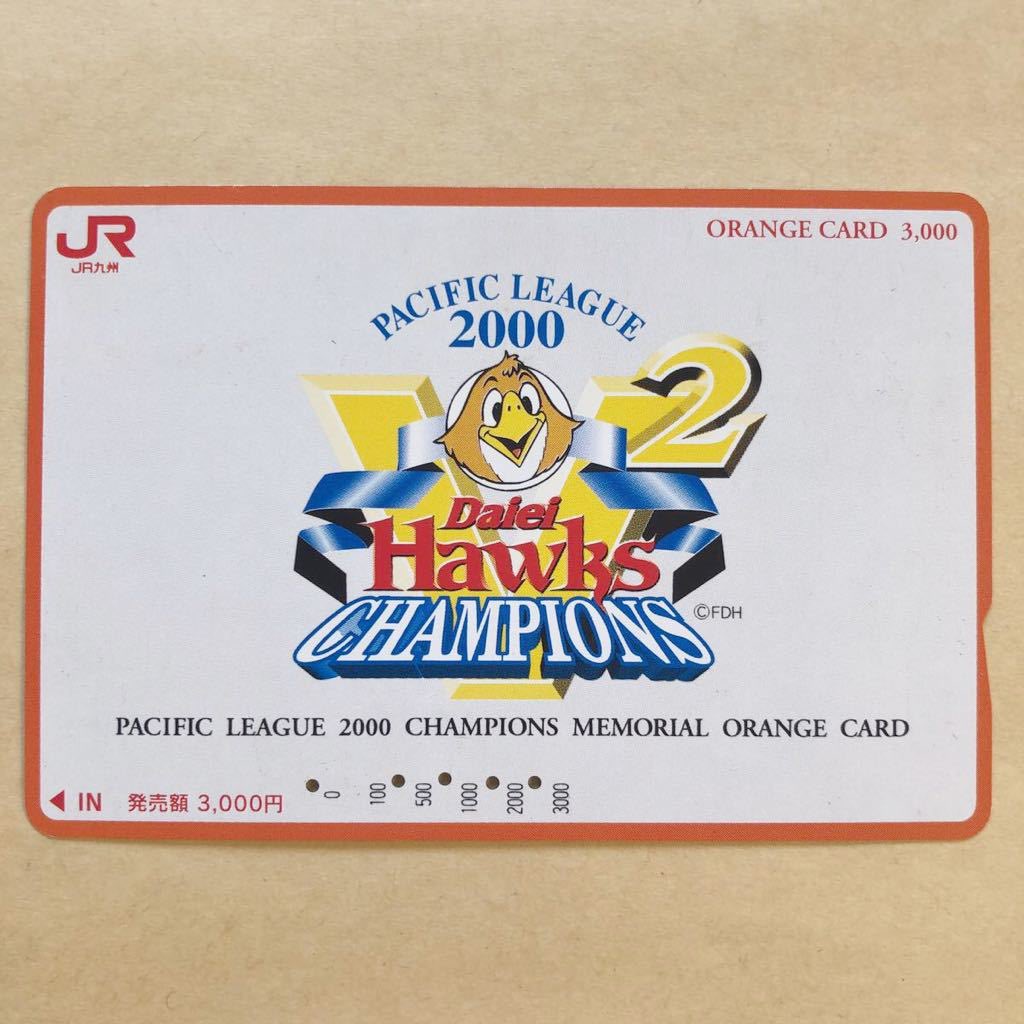 JR
JR九州
ORANGE CARD 3,000
PACIFIC LEAGUE
2000
V2
Daiei
Hawks
CHAMPIONS
©FDH
PACIFIC LEAGUE 2000 CHAMPIONS MEMORIAL ORANGE CARD
IN 発売額 3,000円
0 100 500 1000 2000 3000